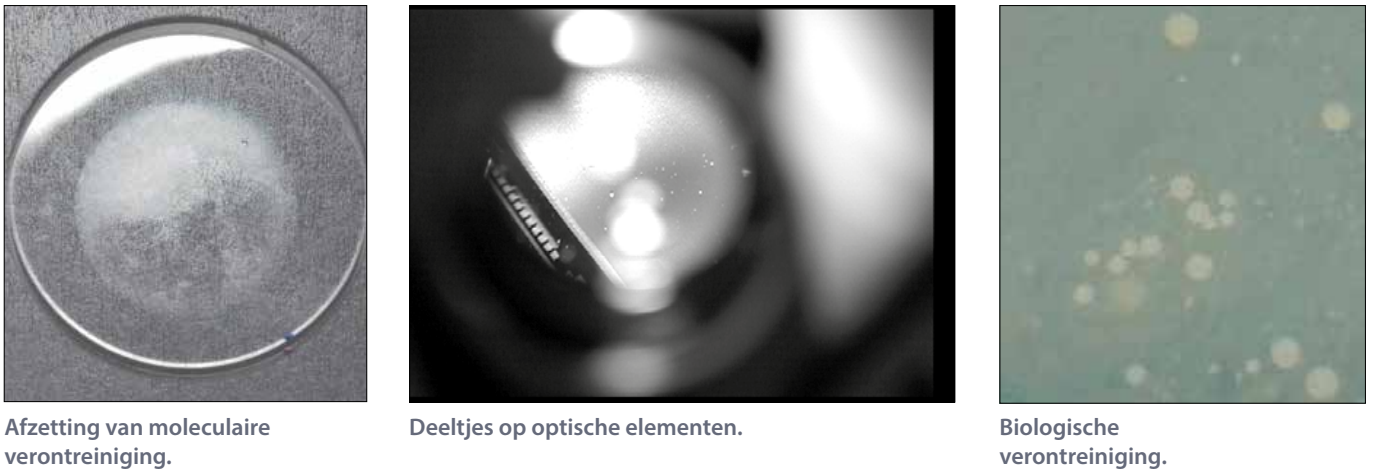 Afzetting van moleculaire
verontreiniging.
Deeltjes op optische elementen.
Biologische
verontreiniging.